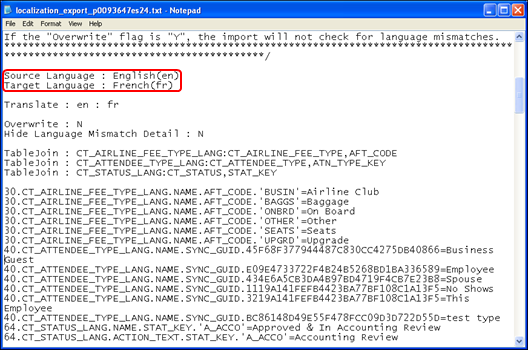 localization_export_p0093647es24.txt - Notepad
File Edit Format View Help
If the "Overwrite" flag is "Y", the import will not check for language mismatches.
************************************************************************************
*******************************************/
Source Language : English(en)
Target Language : French(fr)
Translate : en : fr
Overwrite : N
Hide Language Mismatch Detail : N
TableJoin : CT_AIRLINE_FEE_TYPE_LANG:CT_AIRLINE_FEE_TYPE,AFT_CODE
TableJoin : CT_ATTENDEE_TYPE_LANG:CT_ATTENDEE_TYPE,ATN_TYPE_KEY
TableJoin : CT_STATUS_LANG:CT_STATUS,STAT_KEY
30.CT_AIRLINE_FEE_TYPE_LANG.NAME.AFT_CODE.'BUSIN'=Airline Club
30.CT_AIRLINE_FEE_TYPE_LANG.NAME.AFT_CODE.'BAGGS'=Baggage
30.CT_AIRLINE_FEE_TYPE_LANG.NAME.AFT_CODE.'ONBRD'=On Board
30.CT_AIRLINE_FEE_TYPE_LANG.NAME.AFT_CODE.'OTHER'=Other
30.CT_AIRLINE_FEE_TYPE_LANG.NAME.AFT_CODE.'SEATS'=Seats
30.CT_AIRLINE_FEE_TYPE_LANG.NAME.AFT_CODE.'UPGRD'=Upgrade
40.CT_ATTENDEE_TYPE_LANG.NAME.SYNC_GUID.45F68F377944487C830CC4275DB40866=Business
Guest
40.CT_ATTENDEE_TYPE_LANG.NAME.SYNC_GUID.E09E4733722F4B24B5268BD1BA336589=Employee
40.CT_ATTENDEE_TYPE_LANG.NAME.SYNC_GUID.434E6A5CB3DA4B97BD4719F4CB7E23B8=Spouse
40.CT_ATTENDEE_TYPE_LANG.NAME.SYNC_GUID.1119141FEFB4423BA77BF108C1A13F5=No Shows
40.CT_ATTENDEE_TYPE_LANG.NAME.SYNC_GUID.3219A141FEFB4423BA77BF108C1A13F5=This
Employee
40.CT_ATTENDEE_TYPE_LANG.NAME.SYNC_GUID.BC86148D49E55F478FCC09D3D722D55D=test type
64.CT_STATUS_LANG.NAME.STAT_KEY.'A_ACCO'=Approved & In Accounting Review
64.CT_STATUS_LANG.ACTION_TEXT.STAT_KEY.'A_ACCO'=Accounting Review